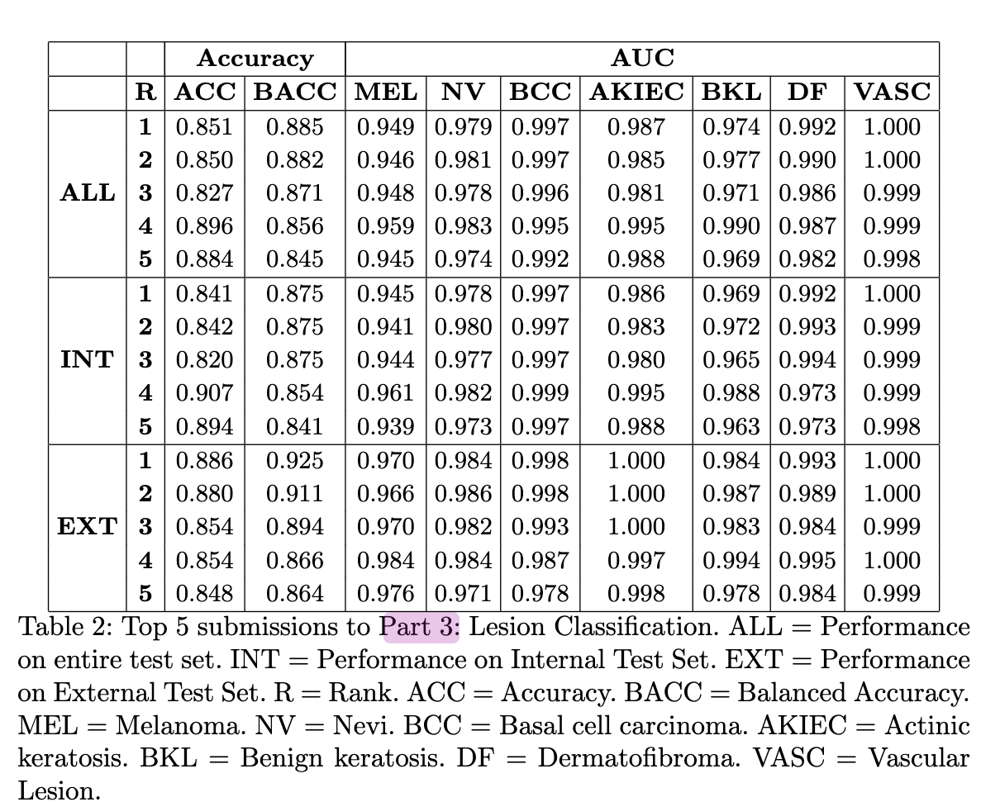 Accuracy AUC
R ACC BACC MEL NV BCC AKIEC BKL DF VASC
1 0.851 0.885 0.949 0.979 0.997 0.987 0.974 0.992 1.000
2 0.850 0.882 0.946 0.981 0.997 0.985 0.977 0.990 1.000
ALL 3 0.827 0.871 0.948 0.978 0.996 0.981 0.971 0.986 0.999
4 0.896 0.856 0.959 0.983 0.995 0.995 0.990 0.987 0.999
5 0.884 0.845 0.945 0.974 0.992 0.988 0.969 0.982 0.998
1 0.841 0.875 0.945 0.978 0.997 0.986 0.969 0.992 1.000
2 0.842 0.875 0.941 0.980 0.997 0.983 0.972 0.993 0.999
INT 3 0.820 0.875 0.944 0.977 0.997 0.980 0.965 0.994 0.999
4 0.907 0.854 0.961 0.982 0.999 0.995 0.988 0.973 0.999
5 0.894 0.841 0.939 0.973 0.997 0.988 0.963 0.973 0.998
1 0.886 0.925 0.970 0.984 0.998 1.000 0.984 0.993 1.000
2 0.880 0.911 0.966 0.986 0.998 1.000 0.987 0.989 1.000
EXT 3 0.854 0.894 0.970 0.982 0.993 1.000 0.983 0.984 0.999
4 0.854 0.866 0.984 0.984 0.987 0.997 0.994 0.995 1.000
5 0.848 0.864 0.976 0.971 0.978 0.998 0.978 0.984 0.999
Table 2: Top 5 submissions to Part 3: Lesion Classification. ALL = Performance
on entire test set. INT = Performance on Internal Test Set. EXT = Performance
on External Test Set. R = Rank. ACC = Accuracy. BACC = Balanced Accuracy.
MEL = Melanoma. NV = Nevi. BCC = Basal cell carcinoma. AKIEC = Actinic
keratosis. BKL = Benign keratosis. DF = Dermatofibroma. VASC = Vascular
Lesion.